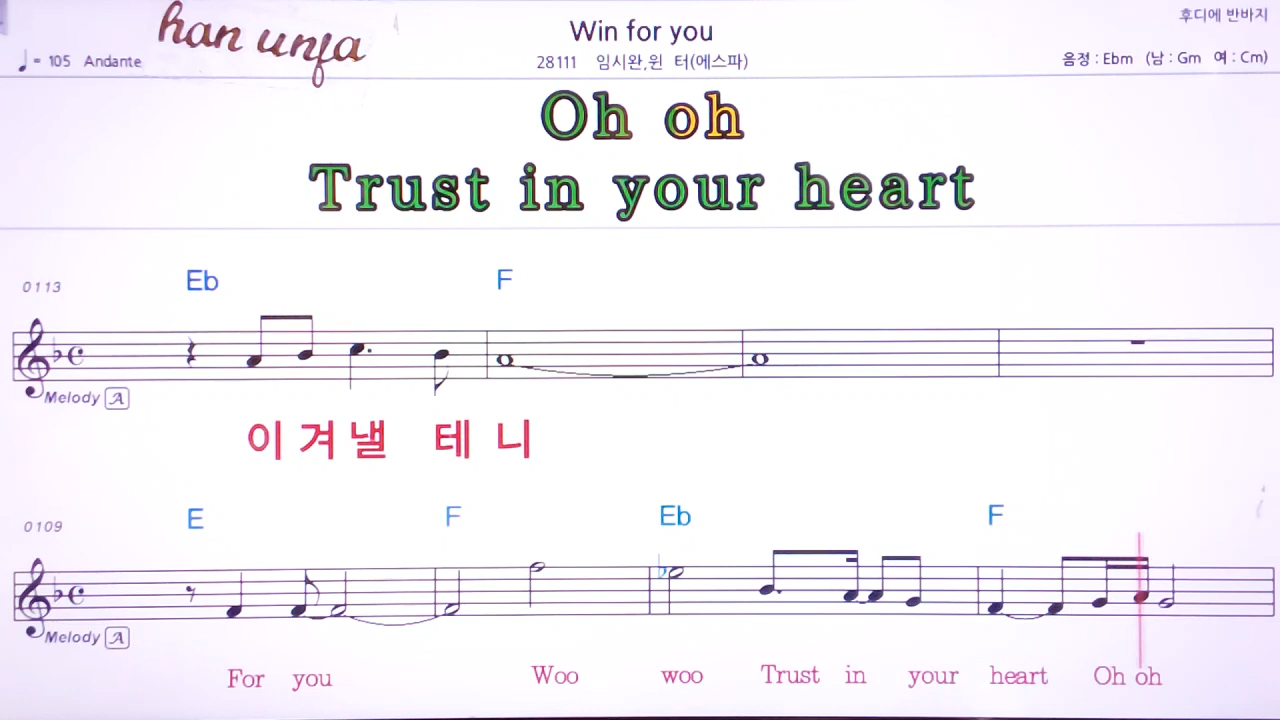 han unfa
Win for you
후디에 반바지
= 105 Andante
28111 임시완,윈 터(에스파)
음정 : Ebm (남 : Gm 여 : Cm)
Oh oh
Trust in your heart
0113
Eb F
Melody A
이 겨 낼 테 니
0109
E F Eb F
Melody A
For you Woo woo Trust in your heart Oh oh